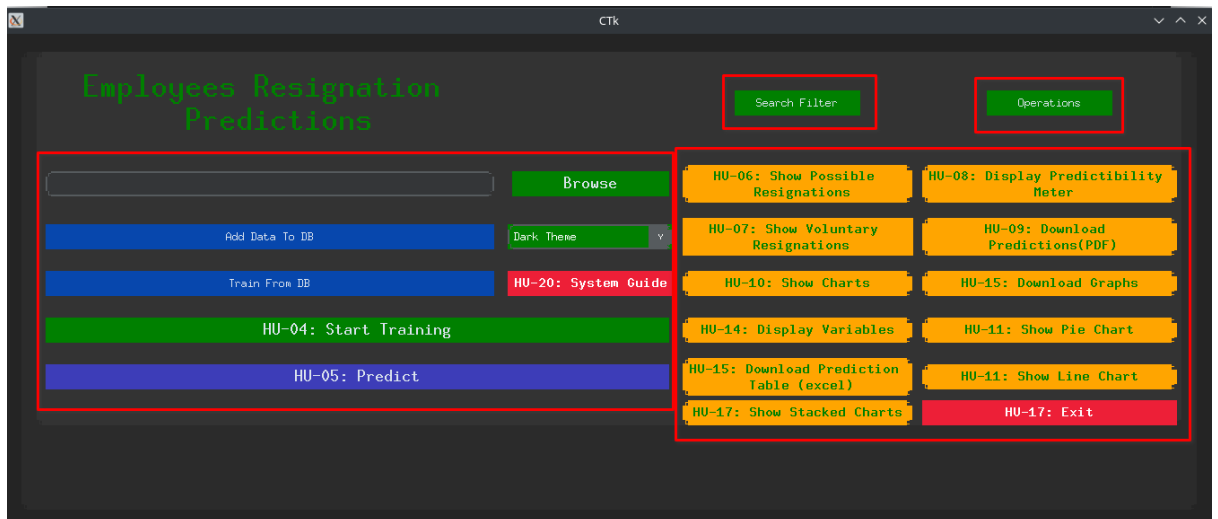 CTk
Employees Resignation
Predictions
Search Filter
Operations
Browse
Add Data To DB
Dark Theme
Train From DB
HU-20: System Guide
HU-04: Start Training
HU-05: Predict
HU-06: Show Possible
Resignations
HU-08: Display Predictibility
Meter
HU-07: Show Voluntary
Resignations
HU-09: Download
Predictions(PDF)
HU-10: Show Charts
HU-15: Download Graphs
HU-14: Display Variables
HU-11: Show Pie Chart
HU-15: Download Prediction
Table (excel)
HU-11: Show Line Chart
HU-17: Show Stacked Charts
HU-17: Exit